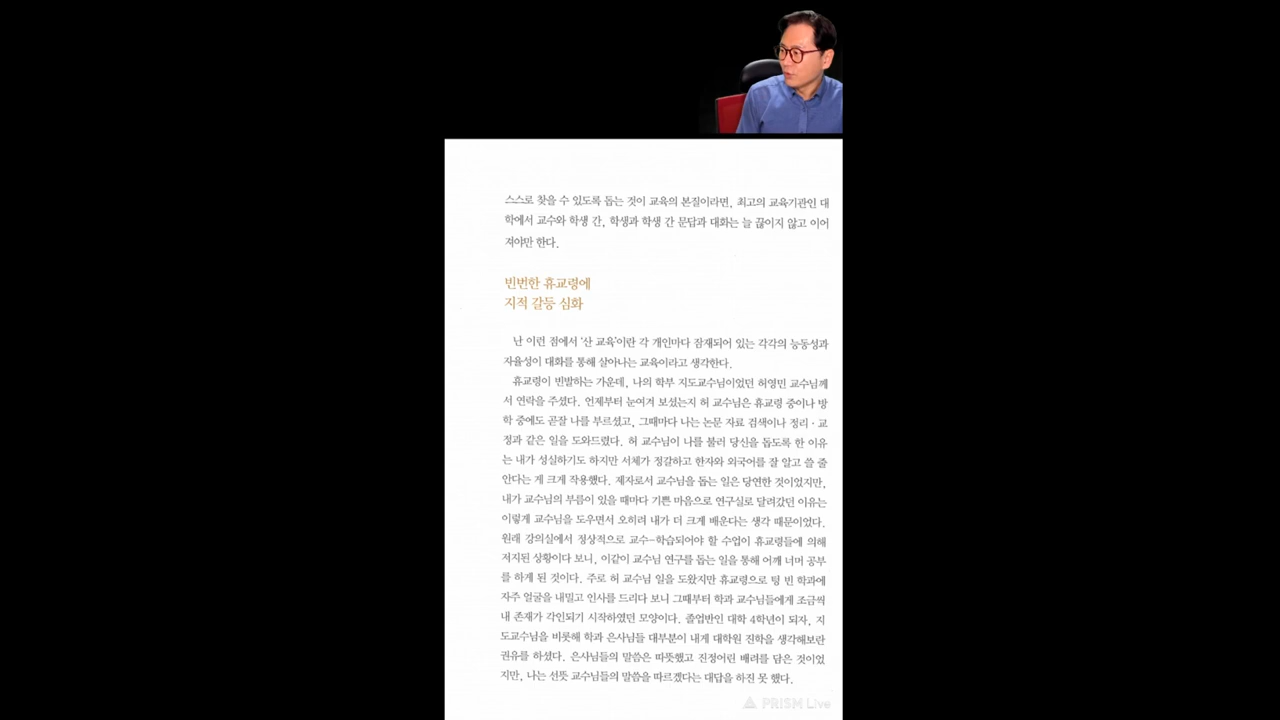 스스로 찾을 수 있도록 돕는 것이 교육의 본질이라면, 최고의 교육기관인 대
학에서 교수와 학생 간, 학생과 학생 간 문답과 대화는 늘 끊이지 않고 이어
져야만 한다.
빈번한 휴교령에
지적 갈등 심화
난 이런 점에서 '산 교육'이란 각 개인마다 잠재되어 있는 각각의 능동성과
자율성이 대화를 통해 살아나는 교육이라고 생각한다.
휴교령이 빈발하는 가운데, 나의 학부 지도교수님이었던 허영민 교수님께
서 연락을 주셨다. 언제부터 눈여겨 보셨는지 허 교수님은 휴교령 중이나 방
학 중에도 곧잘 나를 부르셨고, 그때마다 나는 논문 자료 검색이나 정리·교
정과 같은 일을 도와드렸다. 허 교수님이 나를 불러 당신을 돕도록 한 이유
는 내가 성실하기도 하지만 서체가 정갈하고 한자와 외국어를 잘 알고 쓸 줄
안다는 게 크게 작용했다. 제자로서 교수님을 돕는 일은 당연한 것이었지만,
내가 교수님의 부름이 있을 때마다 기쁜 마음으로 연구실로 달려갔던 이유는
이렇게 교수님을 도우면서 오히려 내가 더 크게 배운다는 생각 때문이었다.
원래 강의실에서 정상적으로 교수-학습되어야 할 수업이 휴교령들에 의해
저지된 상황이다 보니, 이같이 교수님 연구를 돕는 일을 통해 어깨 너머 공부
를 하게 된 것이다. 주로 허 교수님 일을 도왔지만 휴교령으로 텅 빈 학과에
자주 얼굴을 내밀고 인사를 드리다 보니 그때부터 학과 교수님들에게 조금씩
내 존재가 각인되기 시작하였던 모양이다. 졸업반인 대학 4학년이 되자, 지
도교수님을 비롯해 학과 은사님들 대부분이 내게 대학원 진학을 생각해보란
권유를 하셨다. 은사님들의 말씀은 따뜻했고 진정어린 배려를 담은 것이었
지만, 나는 선뜻 교수님들의 말씀을 따르겠다는 대답을 하진 못 했다.
PRISM Live